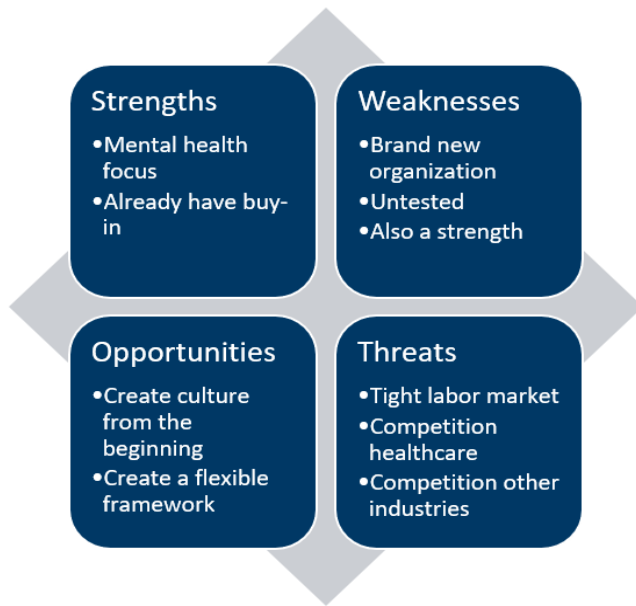 Strengths
•Mental health
focus
•Already have buy-
in
Weaknesses
•Brand new
organization
•Untested
•Also a strength
Opportunities
•Create culture
from the
beginning
•Create a flexible
framework
Threats
•Tight labor market
•Competition
healthcare
•Competition other
industries